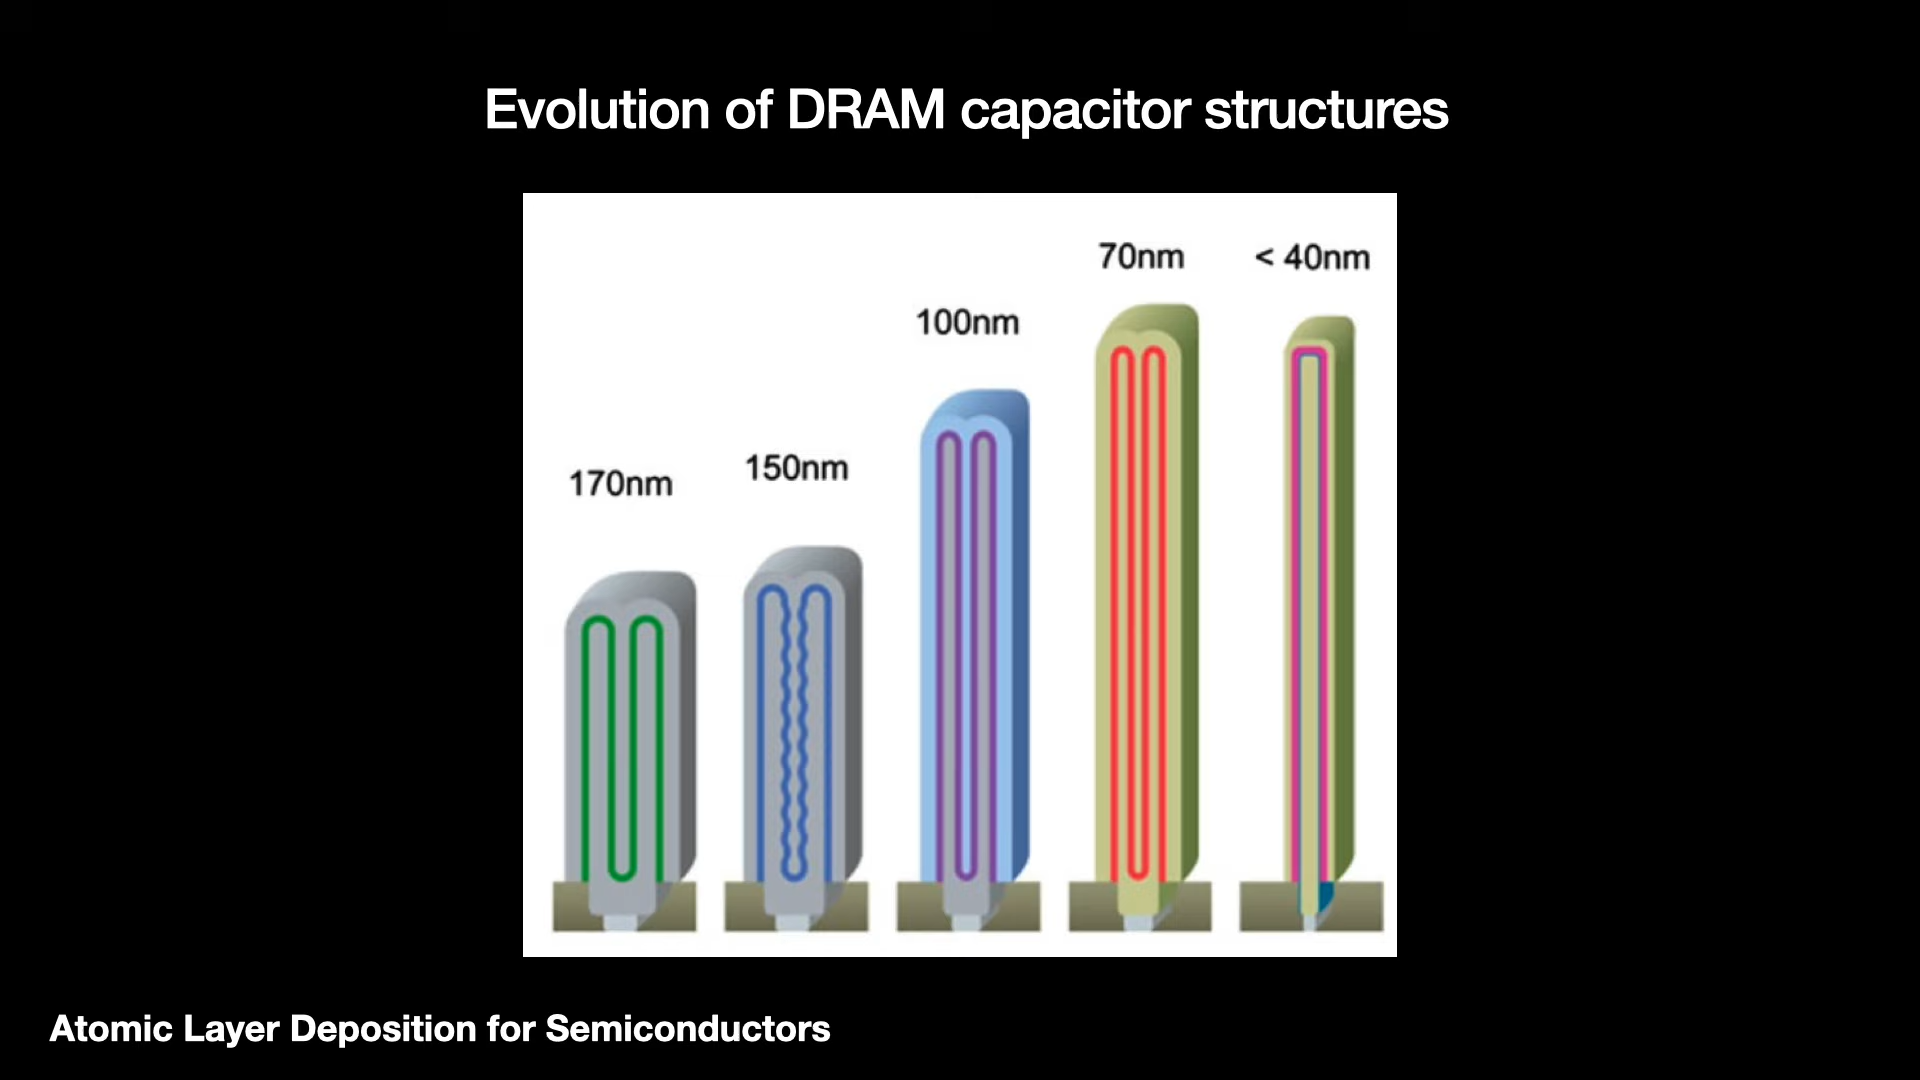 Evolution of DRAM capacitor structures
170nm
150nm
100nm
70nm
< 40nm
Atomic Layer Deposition for Semiconductors